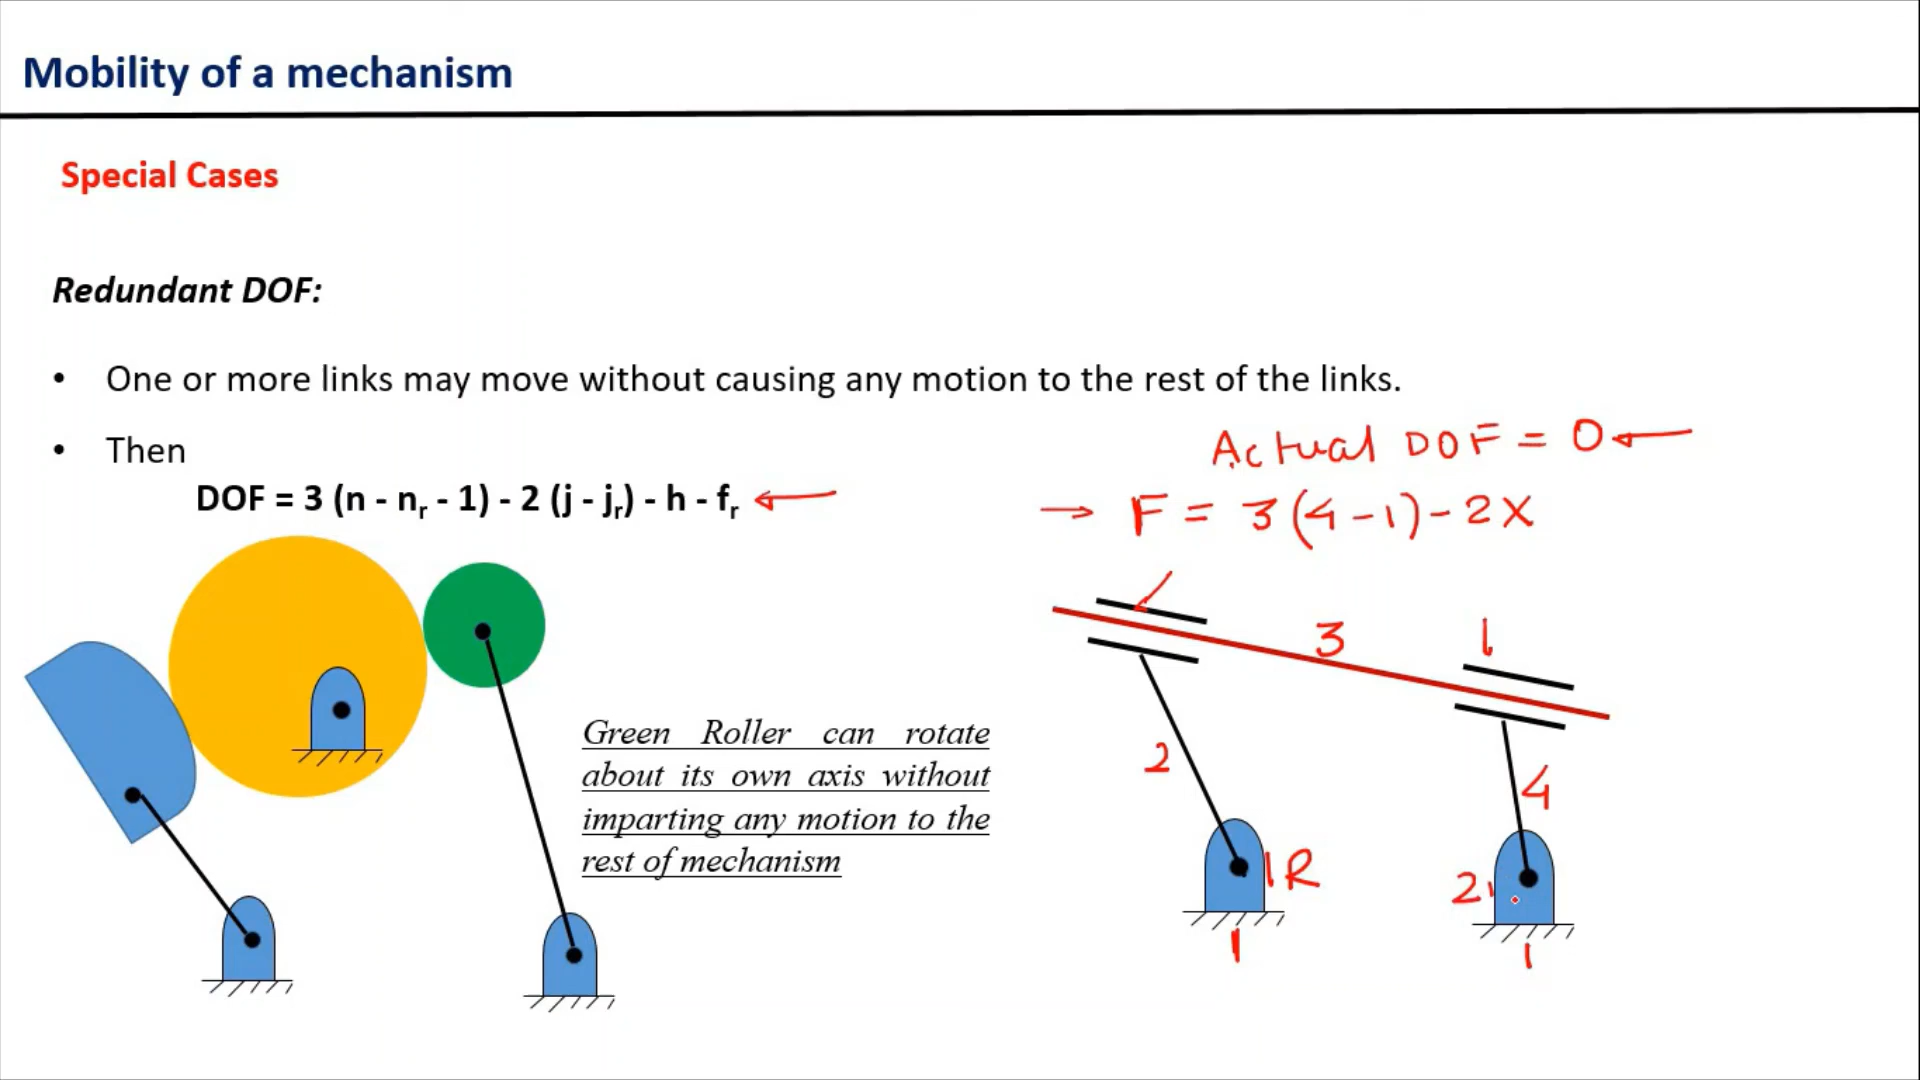 Mobility of a mechanism
Special Cases
Redundant DOF:
• One or more links may move without causing any motion to the rest of the links.
• Then
Actual DOF = 0
DOF = 3 (n - nr - 1) - 2 (j - jr) - h - fr
F = 3(4-1)-2X
3
1
Green Roller can rotate
about its own axis without
imparting any motion to the
rest of mechanism
2
4
1R
2
1
1